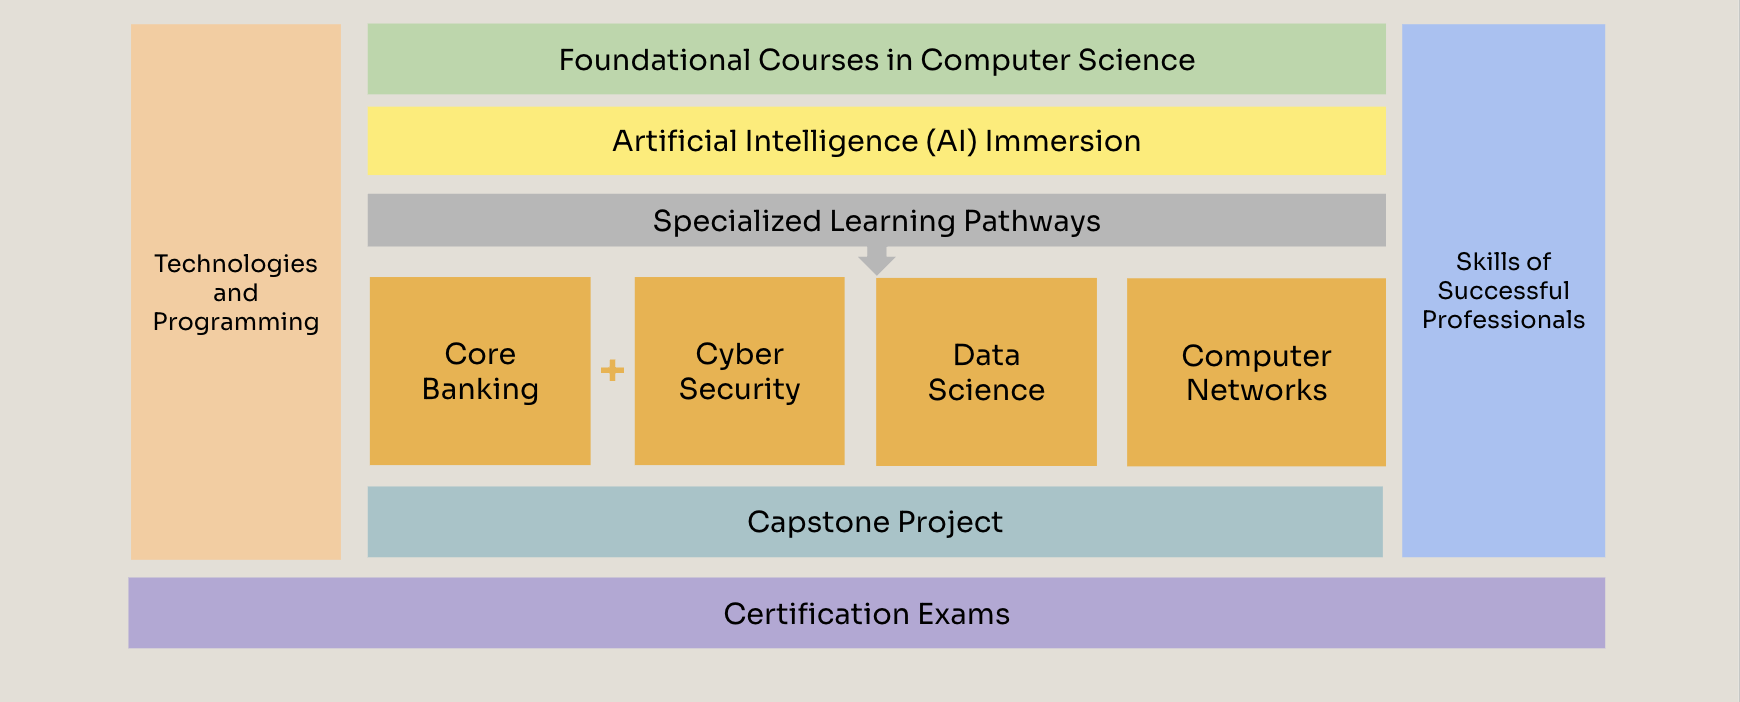 Foundational Courses in Computer Science
Artificial Intelligence (AI) Immersion
Specialized Learning Pathways
Technologies
and
Programming
Core
Banking
+
Cyber
Security
Data
Science
Computer
Networks
Skills of
Successful
Professionals
Capstone Project
Certification Exams